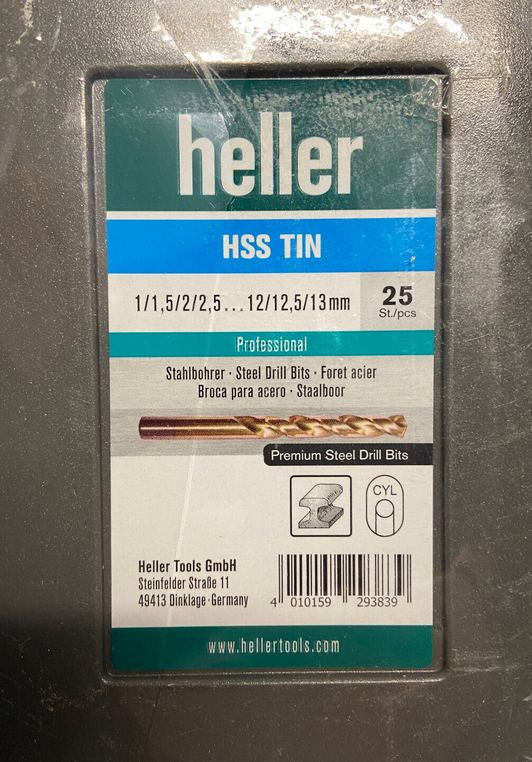 heller
HSS TIN
1/1,5/2/2,5...12/12,5/13mm
25
St./pcs
Professional
Stahlbohrer · Steel Drill Bits · Foret acier
Broca para acero · Staalboor
Premium Steel Drill Bits
CYL
Heller Tools GmbH
Steinfelder Straße 11
49413 Dinklage·Germany
4 010159 293839
www.hellertools.com